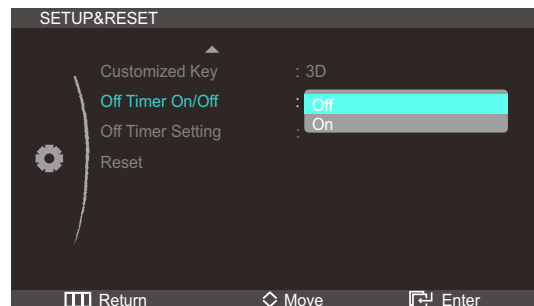 SETUP&RESET
Customized Key : 3D
Off Timer On/Off : Off
On
Off Timer Setting :
Reset
Return Move Enter